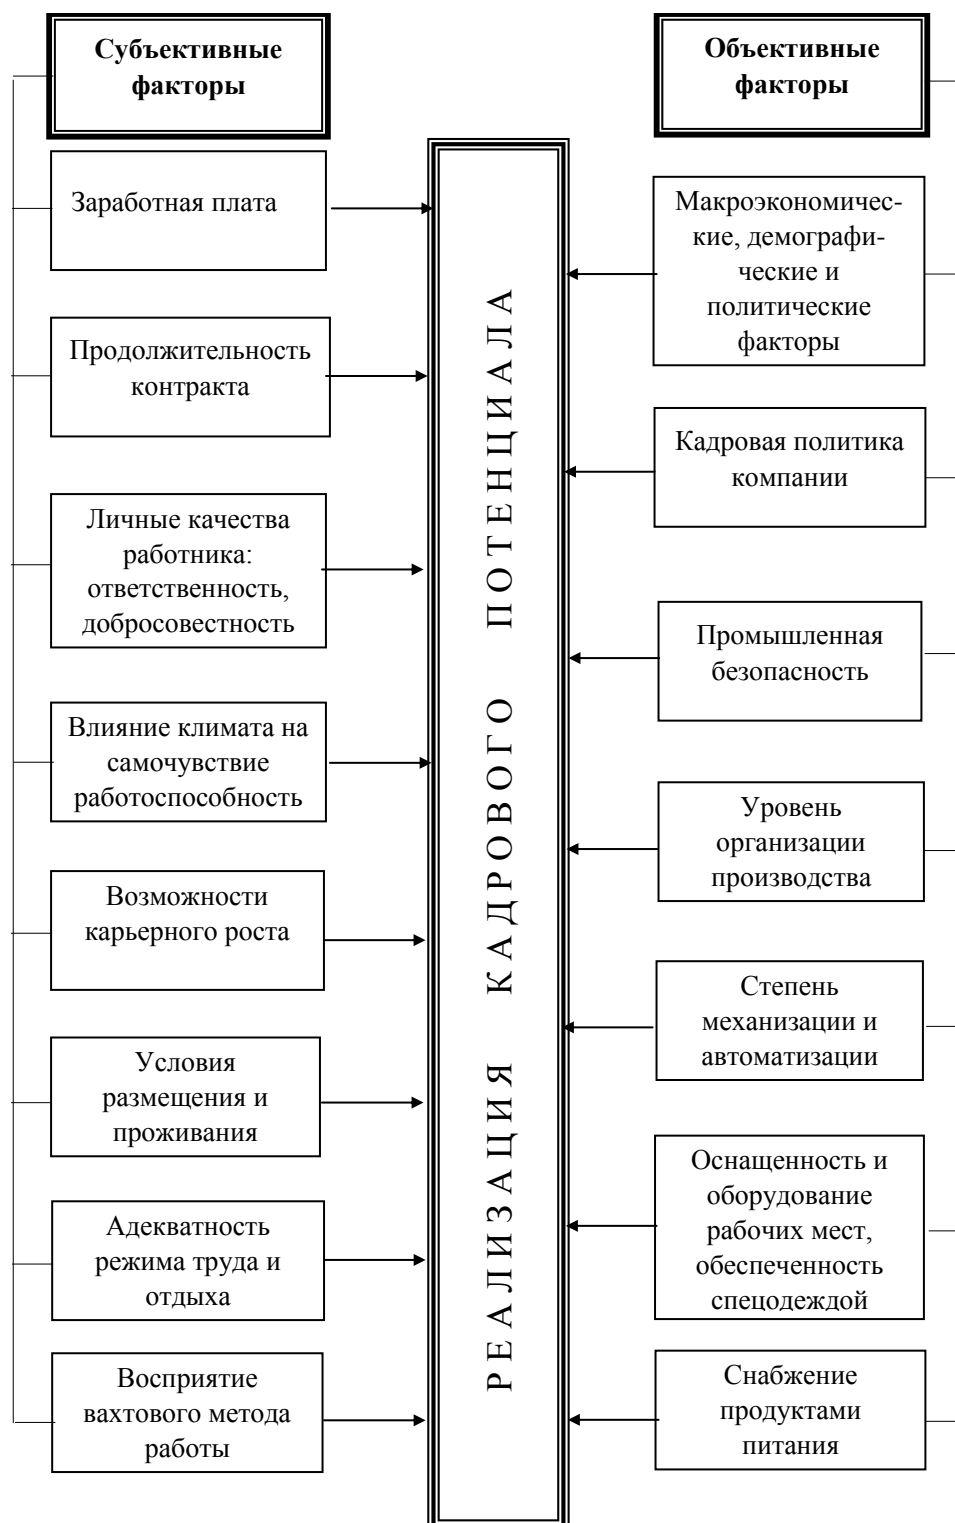 Субъективные
факторы
Заработная плата
Продолжительность
контракта
Личные качества
работника:
ответственность,
добросовестность
Влияние климата на
самочувствие
работоспособность
Возможности
карьерного роста
Условия
размещения и
проживания
Адекватность
режима труда и
отдыха
Восприятие
вахтового метода
работы
РЕАЛИЗАЦИЯ КАДРОВОГО ПОТЕНЦИАЛА
Объективные
факторы
Макроэкономичес-
кие, демографи-
ческие и
политические
факторы
Кадровая политика
компании
Промышленная
безопасность
Уровень
организации
производства
Степень
механизации и
автоматизации
Оснащенность и
оборудование
рабочих мест,
обеспеченность
спецодеждой
Снабжение
продуктами
питания